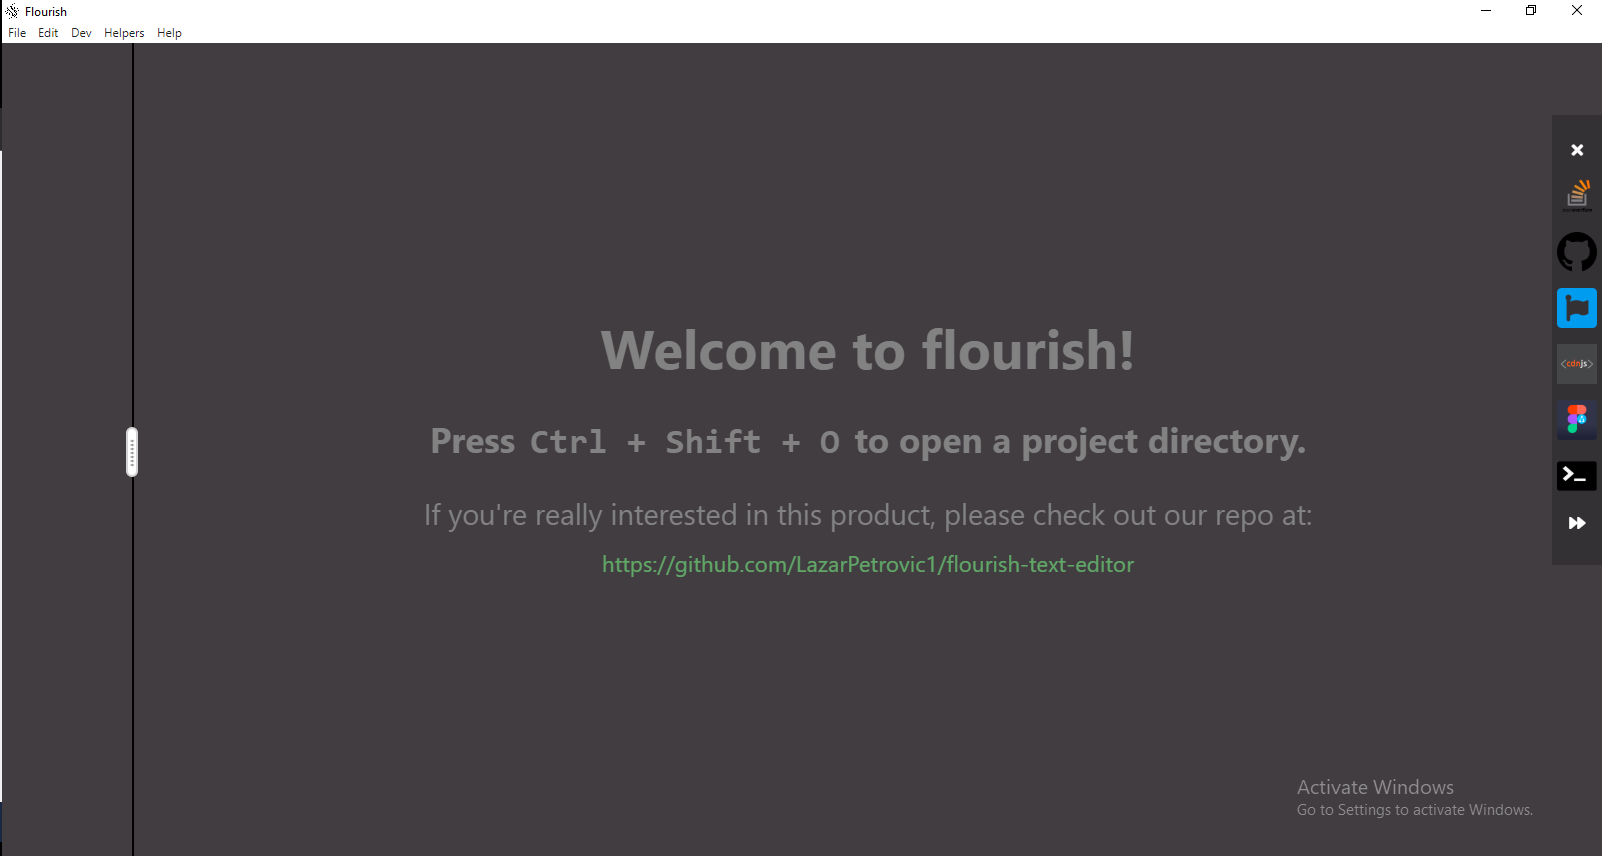 Flourish
File Edit Dev Helpers Help
Welcome to flourish!
Press Ctrl + Shift + O to open a project directory.
If you're really interested in this product, please check out our repo at:
https://github.com/LazarPetrovic1/flourish-text-editor
<cdnjs>
>_
Activate Windows
Go to Settings to activate Windows.